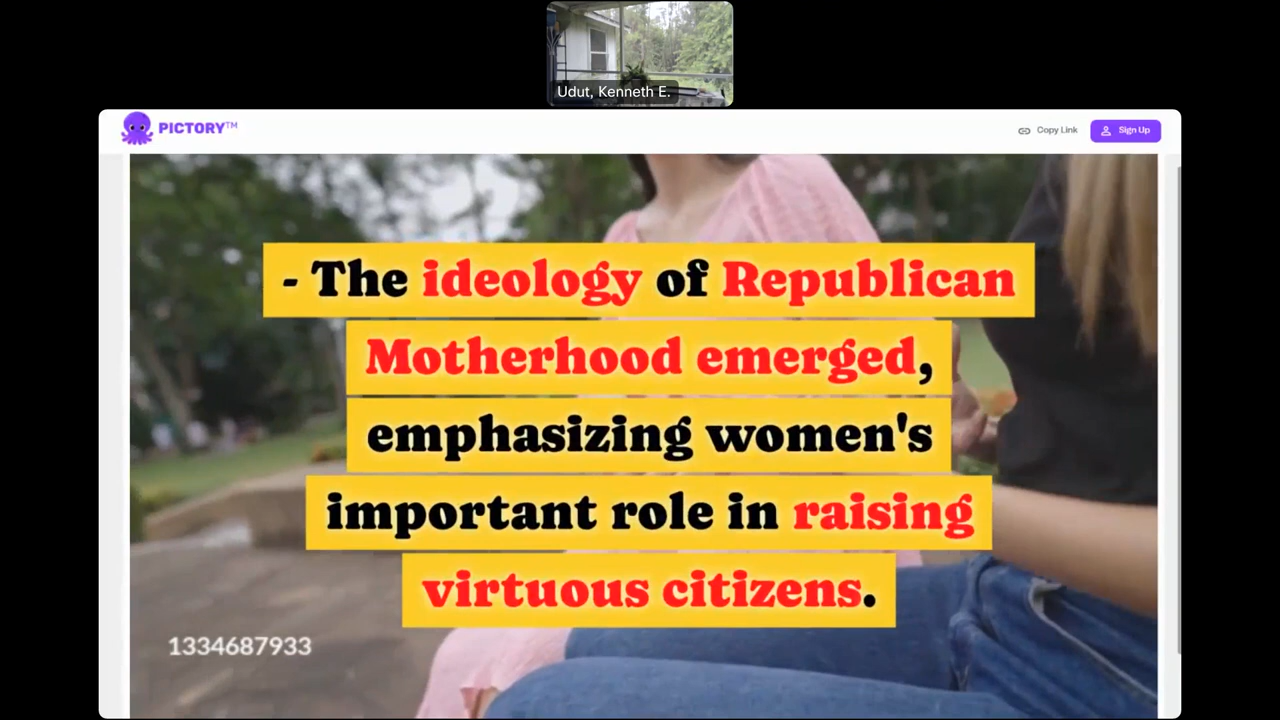 Udut, Kenneth E.
PICTORY™
Copy Link
Sign Up
- The ideology of Republican
Motherhood emerged,
emphasizing women's
important role in raising
virtuous citizens.
1334687933